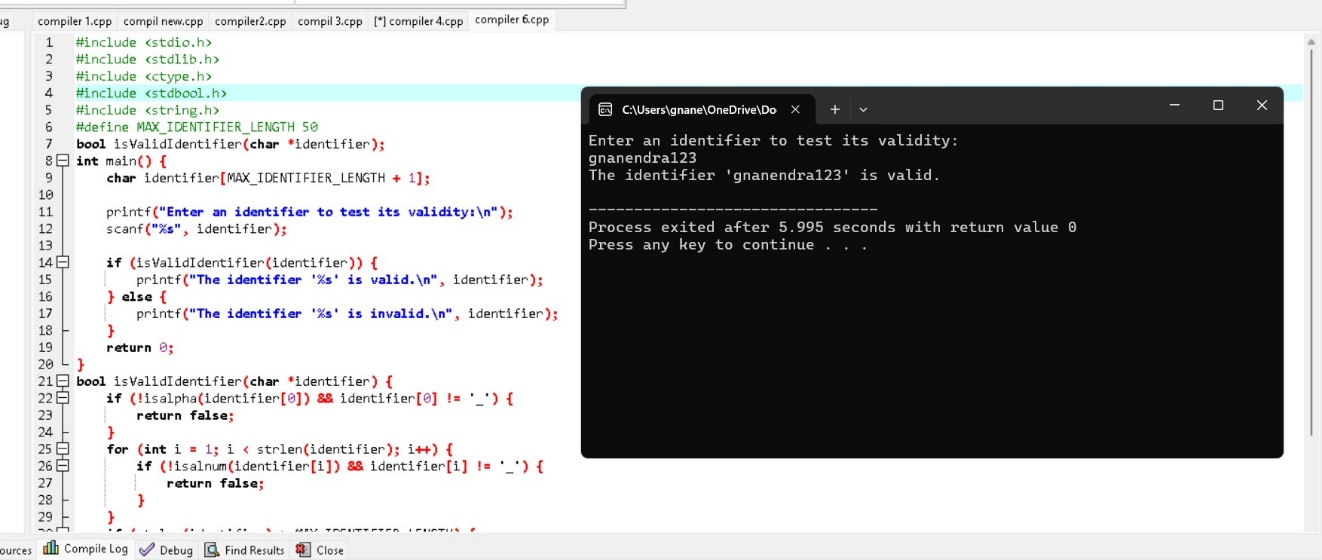 compiler 1.cpp compil new.cpp compiler2.cpp compil 3.cpp [*] compiler 4.cpp compiler 6.cpp
1 #include <stdio.h>
2 #include <stdlib.h>
3 #include <ctype.h>
4 #include <stdbool.h>
5 #include <string.h>
6 #define MAX_IDENTIFIER_LENGTH 50
7 bool isValidIdentifier(char *identifier);
8 int main() {
9 char identifier[MAX_IDENTIFIER_LENGTH + 1];
10
11 printf("Enter an identifier to test its validity:\n");
12 scanf("%s", identifier);
13
14 if (isValidIdentifier(identifier)) {
15 printf("The identifier '%s' is valid.\n", identifier);
16 } else {
17 printf("The identifier '%s' is invalid.\n", identifier);
18 }
19 return 0;
20 }
21 bool isValidIdentifier(char *identifier) {
22 if (!isalpha(identifier[0]) && identifier[0] != '_') {
23 return false;
24 }
25 for (int i = 1; i < strlen(identifier); i++) {
26 if (!isalnum(identifier[i]) && identifier[i] != '_') {
27 return false;
28 }
29 }
C:\Users\gnane\OneDrive\Do
Enter an identifier to test its validity:
gnanendra123
The identifier 'gnanendra123' is valid.
--------------------------------
Process exited after 5.995 seconds with return value 0
Press any key to continue . . .
ources Compile Log Debug Find Results Close